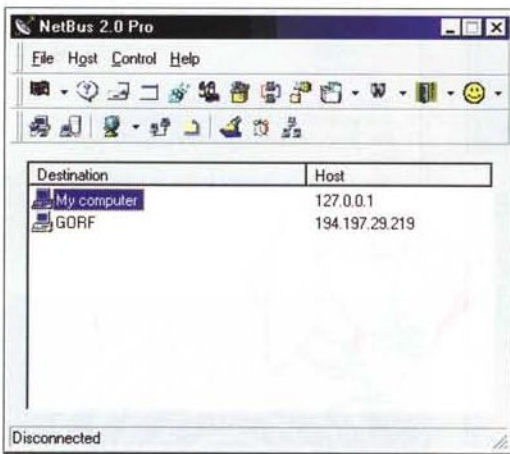 NetBus 2.0 Pro
File Host Control Help
Destination Host
My computer 127.0.0.1
GORF 194.197.29.219
Disconnected